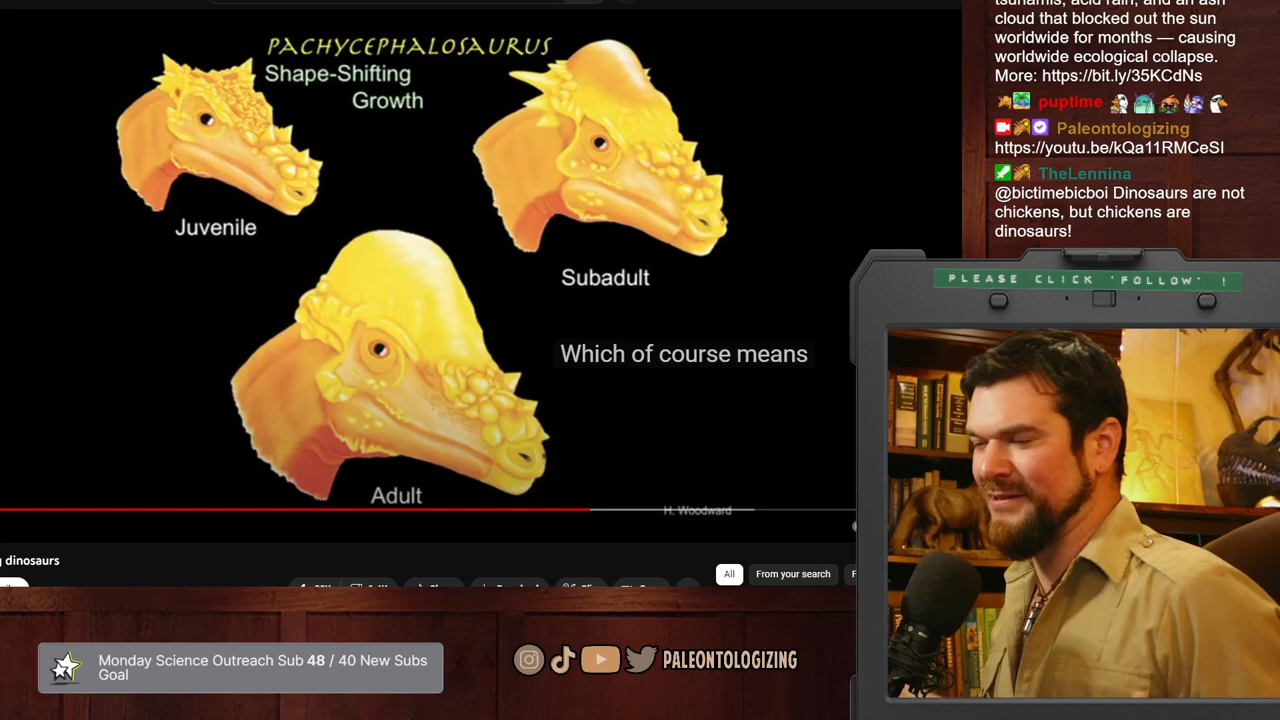 PACHYCEPHALOSAURUS
Shape-Shifting
Growth
Juvenile
Subadult
Which of course means
Adult
H. Woodward
dinosaurs
All
From your search
tsunamis, acid rain, and an ash
cloud that blocked out the sun
worldwide for months — causing
worldwide ecological collapse.
More: https://bit.ly/35KCdNs
puptime
Paleontologizing
https://youtu.be/kQa11RMCeSI
TheLennina
@bictimebicboi Dinosaurs are not
chickens, but chickens are
dinosaurs!
PLEASE CLICK 'FOLLOW' !
Monday Science Outreach Sub 48 / 40 New Subs
Goal
PALEONTOLOGIZING